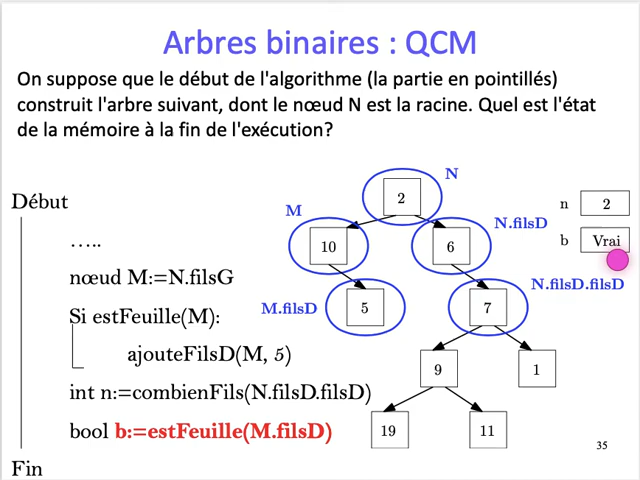 Arbres binaires : QCM
On suppose que le début de l'algorithme (la partie en pointillés)
construit l'arbre suivant, dont le nœud N est la racine. Quel est l'état
de la mémoire à la fin de l'exécution?
N
2
Début
n 2
M
N.filsD
…..
10
6
b Vrai
nœud M:=N.filsG
N.filsD.filsD
M.filsD
5
7
Si estFeuille(M):
ajouteFilsD(M, 5)
9
1
int n:=combienFils(N.filsD.filsD)
bool b:=estFeuille(M.filsD)
19
11
35
Fin